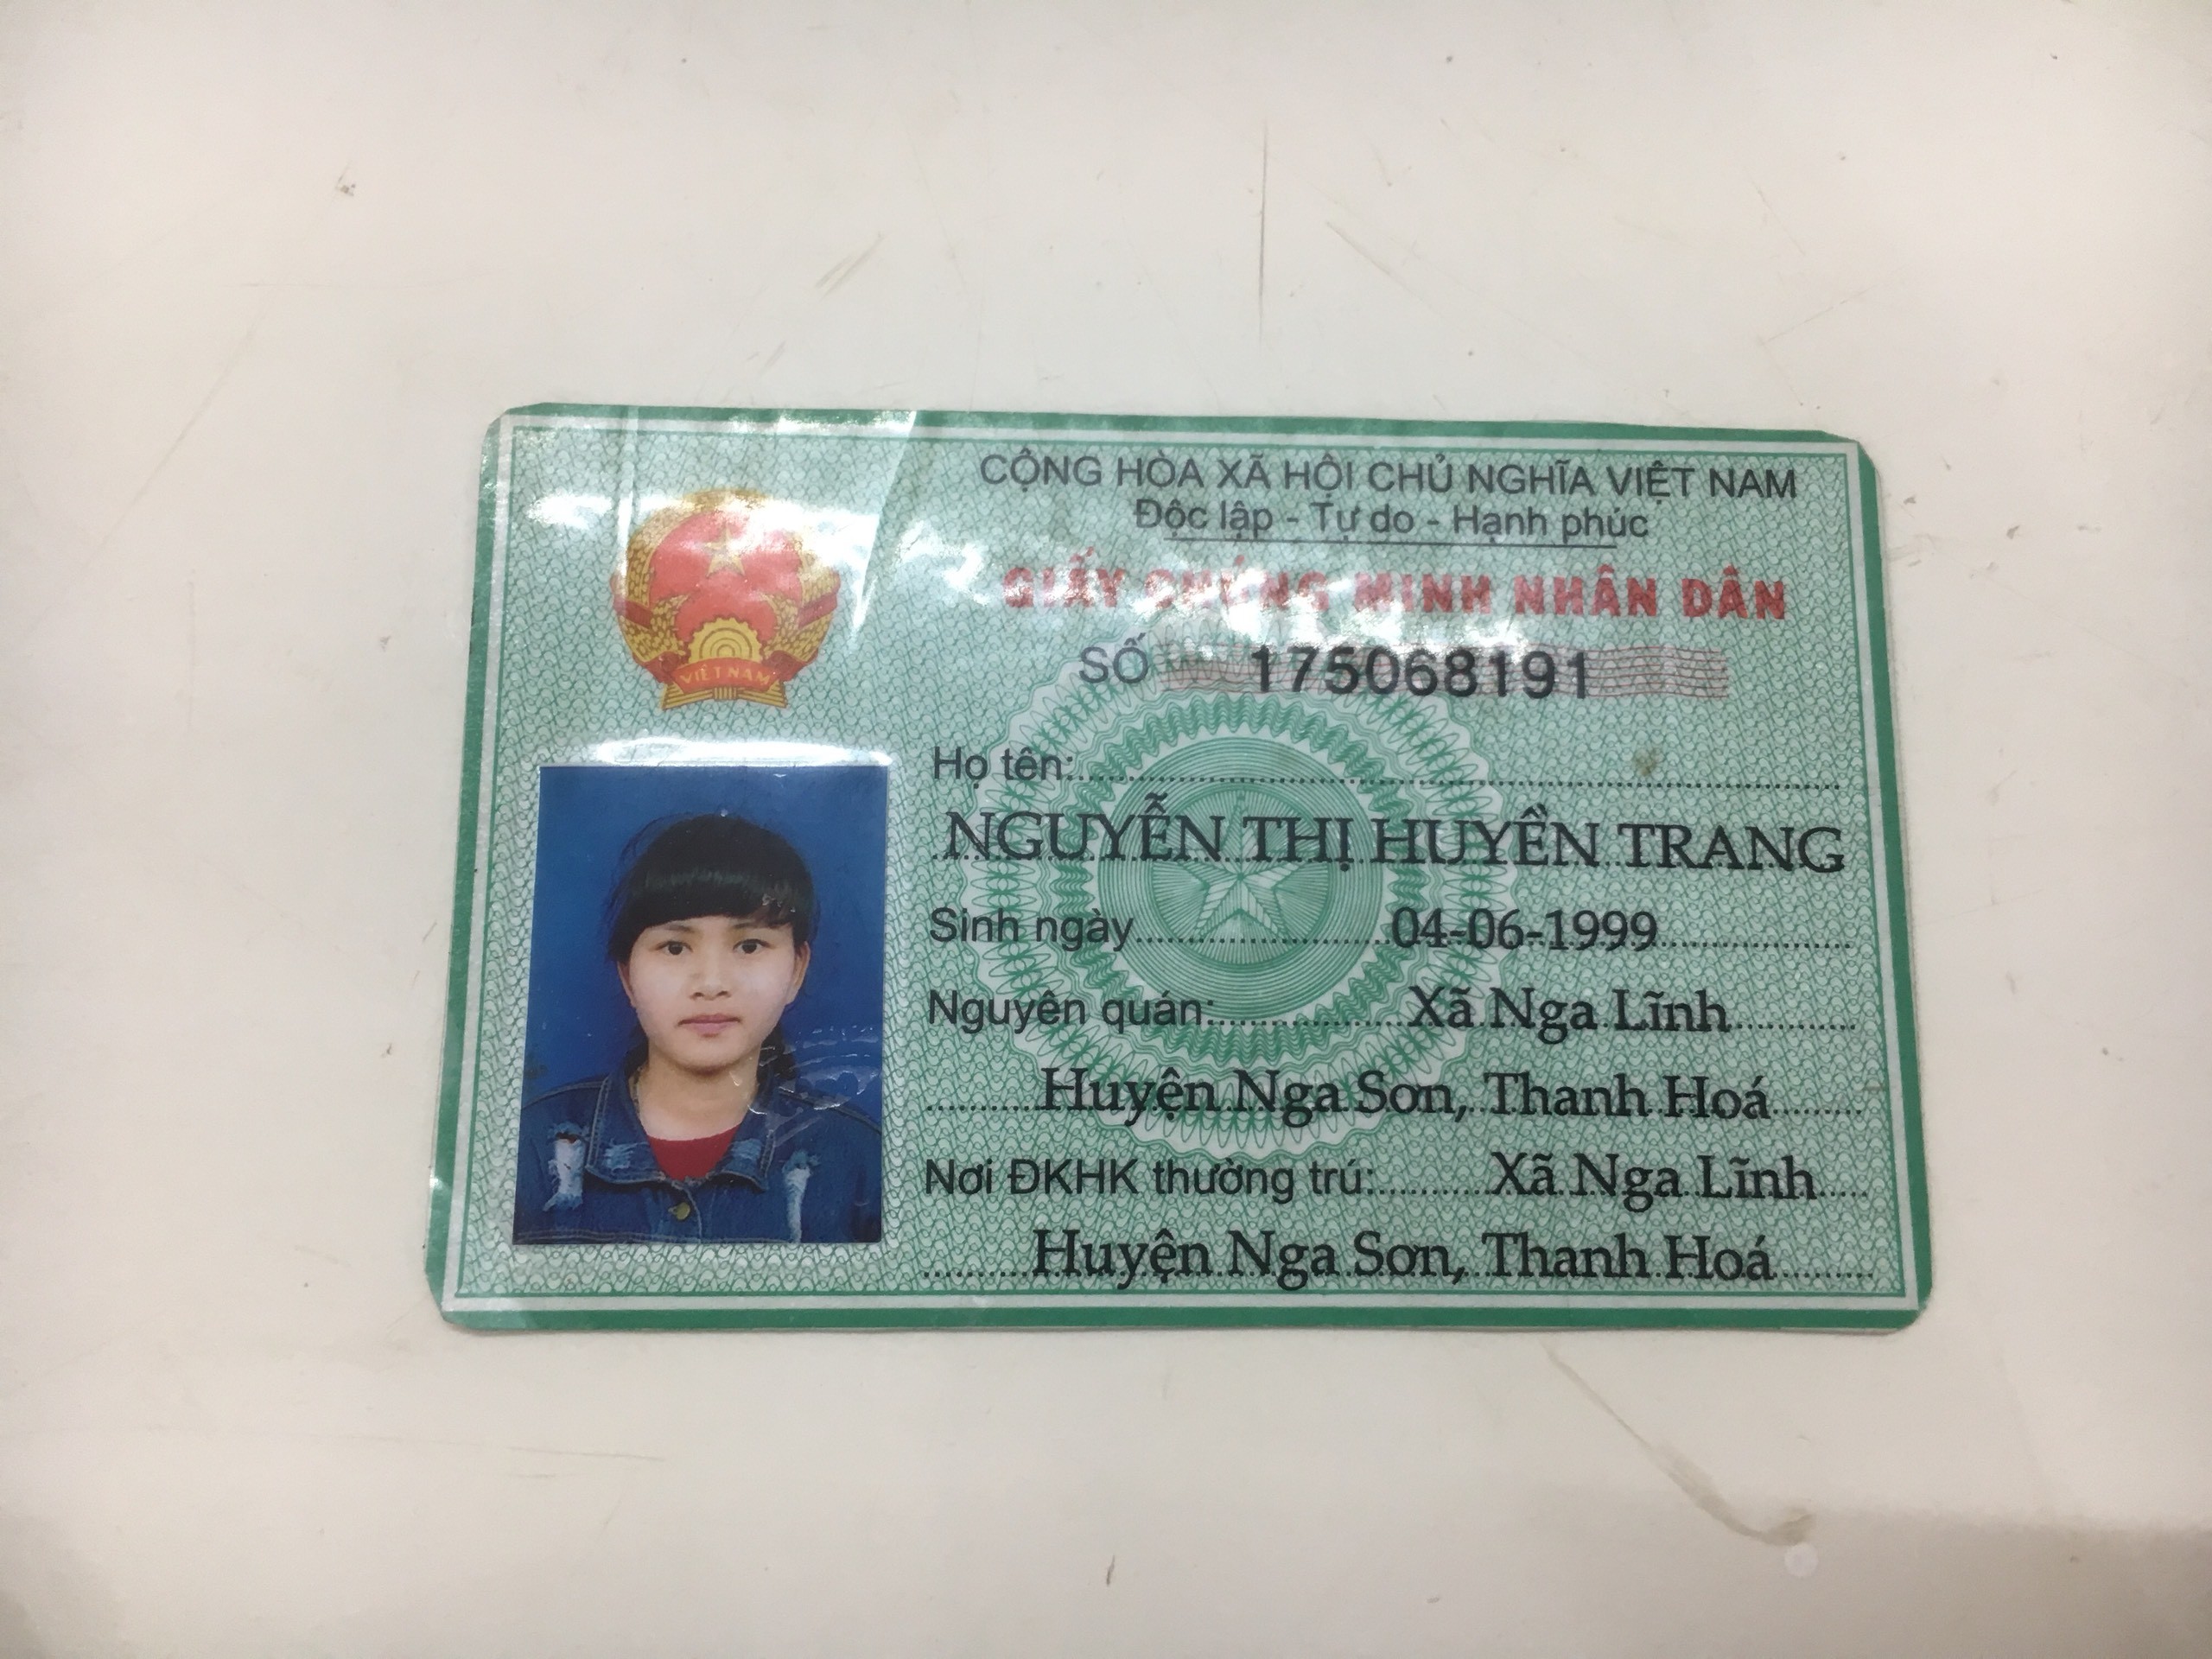 CỘNG HÒA XÃ HỘI CHỦ NGHĨA VIỆT NAM
Độc lập - Tự do - Hạnh phúc
GIẤY CHỨNG MINH NHÂN DÂN
SỐ 175068191
VIỆT NAM
Họ tên:
NGUYỄN THỊ HUYỀN TRANG
Sinh ngày 04-06-1999
Nguyên quán: Xã Nga Lĩnh
Huyện Nga Sơn, Thanh Hoá
Nơi ĐKHK thường trú: Xã Nga Lĩnh
Huyện Nga Sơn, Thanh Hoá